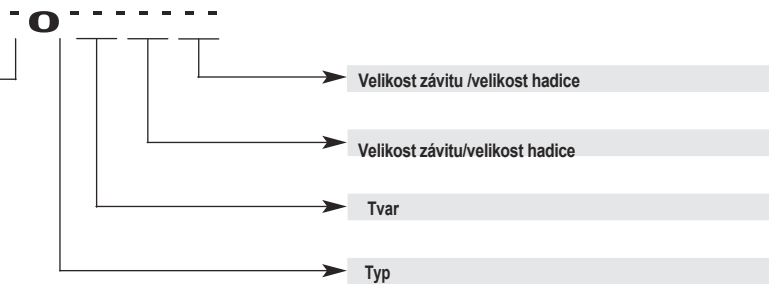 - O - - - - - -
Velikost závitu /velikost hadice
Velikost závitu/velikost hadice
Tvar
Typ